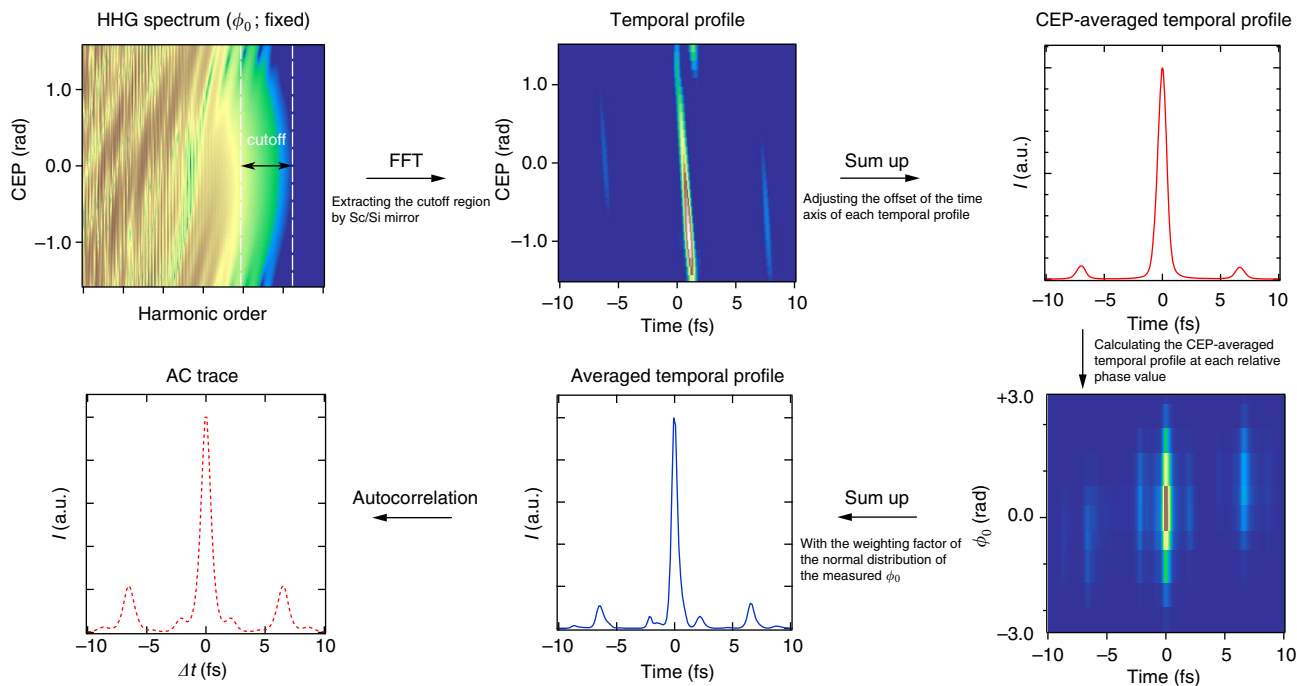 HHG spectrum (ϕ0 ; fixed)
Temporal profile
CEP-averaged temporal profile
CEP (rad)
1.0
0.0
−1.0
cutoff
Harmonic order
FFT
Extracting the cutoff region
by Sc/Si mirror
CEP (rad)
1.0
0.0
−1.0
−10 −5 0 5 10
Time (fs)
Sum up
Adjusting the offset of the time
axis of each temporal profile
I (a.u.)
−10 −5 0 5 10
Time (fs)
Calculating the CEP-averaged
temporal profile at each relative
phase value
AC trace
I (a.u.)
−10 −5 0 5 10
Δt (fs)
Autocorrelation
Averaged temporal profile
I (a.u.)
−10 −5 0 5 10
Time (fs)
Sum up
With the weighting factor of
the normal distribution of
the measured ϕ0
ϕ0 (rad)
+3.0
0.0
−3.0
−10 −5 0 5 10
Time (fs)